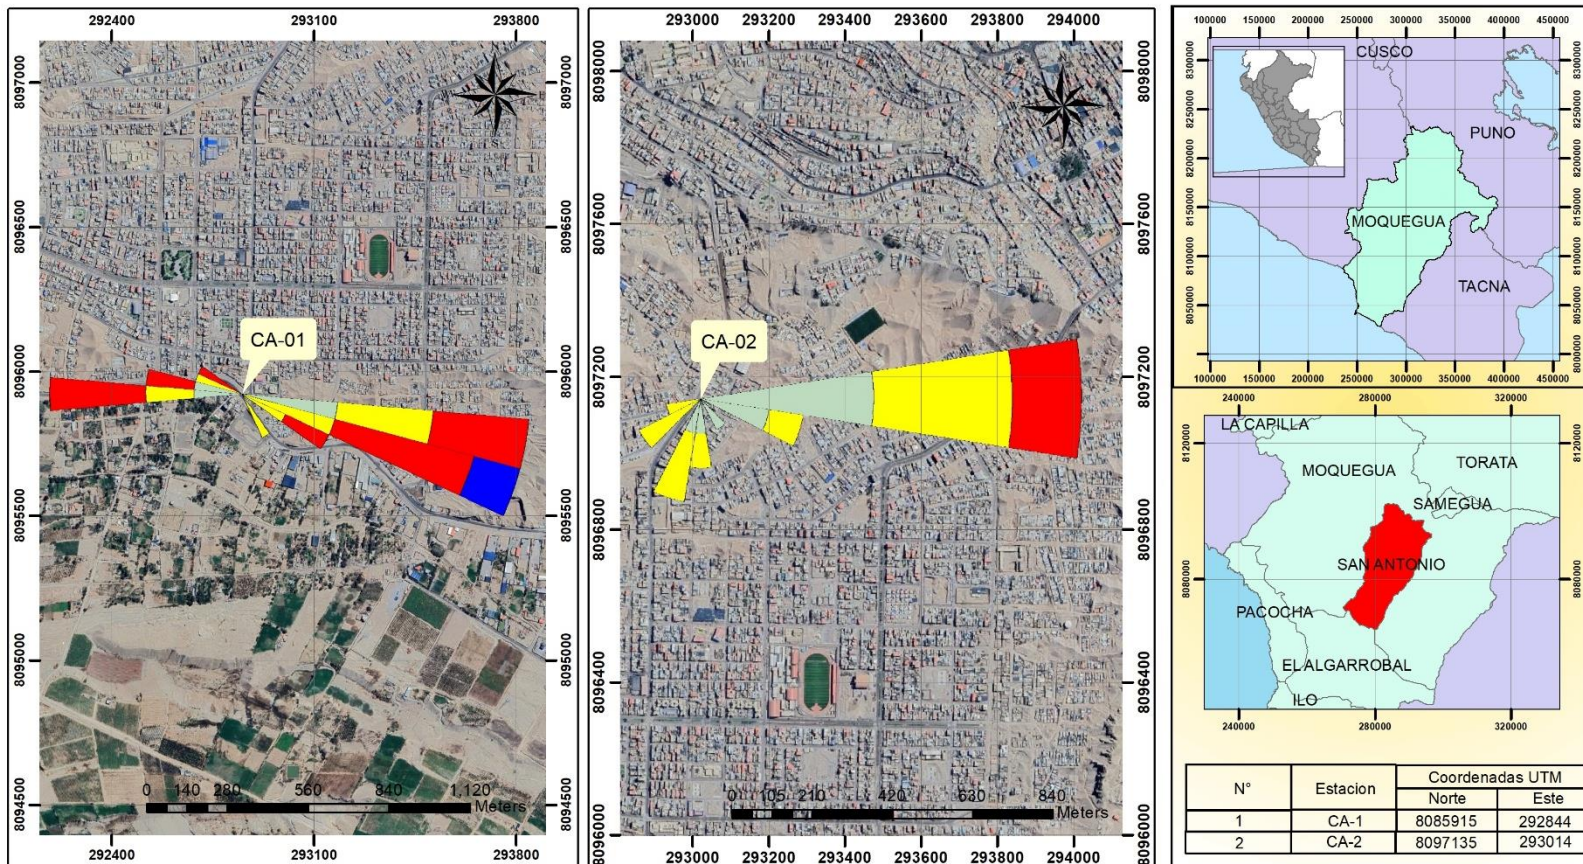 292400 293100 293800
8097000 8097000
8096500 8096500
8096000 8096000
8095500 8095500
8095000 8095000
8094500 8094500
CA-01
0 140 280 560 840 1,120
Meters
292400 293100 293800
293000 293200 293400 293600 293800 294000
8098000 8098000
8097600 8097600
8097200 8097200
8096800 8096800
8096400 8096400
8096000 8096000
CA-02
0 105 210 420 630 840
Meters
293000 293200 293400 293600 293800 294000
100000 150000 200000 250000 300000 350000 400000 450000
8300000 8300000
8250000 8250000
8200000 8200000
8150000 8150000
8100000 8100000
8050000 8050000
CUSCO
PUNO
MOQUEGUA
TACNA
100000 150000 200000 250000 300000 350000 400000 450000
240000 280000 320000
8120000 8120000
8080000 8080000
LA CAPILLA
MOQUEGUA
TORATA
SAMEGUA
SAN ANTONIO
PACOCHA
EL ALGARROBAL
ILO
240000 280000 320000
N° Estacion Coordenadas UTM
Norte Este
1 CA-1 8085915 292844
2 CA-2 8097135 293014